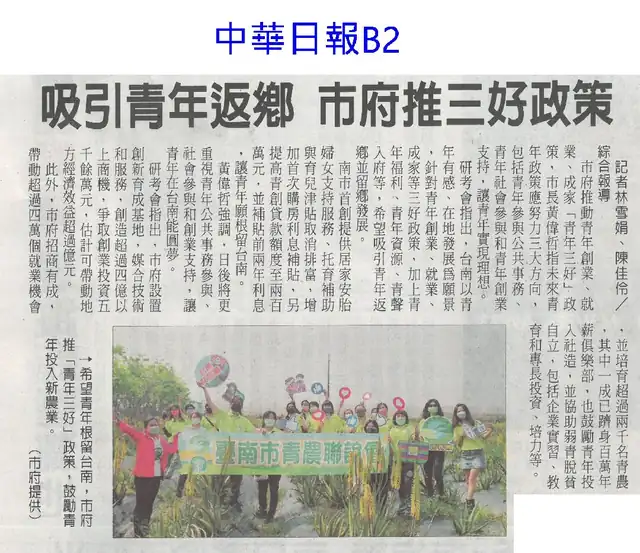 中華日報B2
吸引青年返鄉 市府推三好政策
記者林雪娟、陳佳伶／
綜合報導
市府推動青年創業、就
業、成家「青年三好」政
策,市長黃偉哲指未來青
年政策應努力三大方向,
包括青年參與公共事務、
青年社會參與和青年創業
支持,讓青年實現理想。
研考會指出,台南以青
年有感、在地發展為願景
,針對青年創業、就業、
成家等三好政策,加上青
年福利、青年資源、青聲
入府等,希望吸引青年返
鄉並留鄉發展。
南市首創提供居家安胎
婦女支持服務、托育補助
與育兒津貼取消排富,增
加首次購房利息補貼,另
提高青創貸款額度至兩百
萬元,並補貼前兩年利息
,讓青年願根留台南。
黃偉哲強調,日後將更
重視青年公共事務參與、
社會參與和創業支持,讓
青年在台南能圓夢。
研考會指出,市府設置
創新育成基地,媒合技術
和服務,創造超過四億以
上商機,爭取創業投資五
千餘萬元,估計可帶動地
方經濟效益超過億元。
此外,市府招商有成,
帶動超過四萬個就業機會
,並培育超過兩千名青農
,其中一成已躋身百萬年
薪俱樂部,也鼓勵青年投
入社造,並協助弱青脫貧
自立,包括企業實習、教
育和專長投資、培力等。
→希望青年根留台南,市府
推「青年三好」政策,鼓勵青
年投入新農業。
(市府提供)
臺南市青農聯誼會